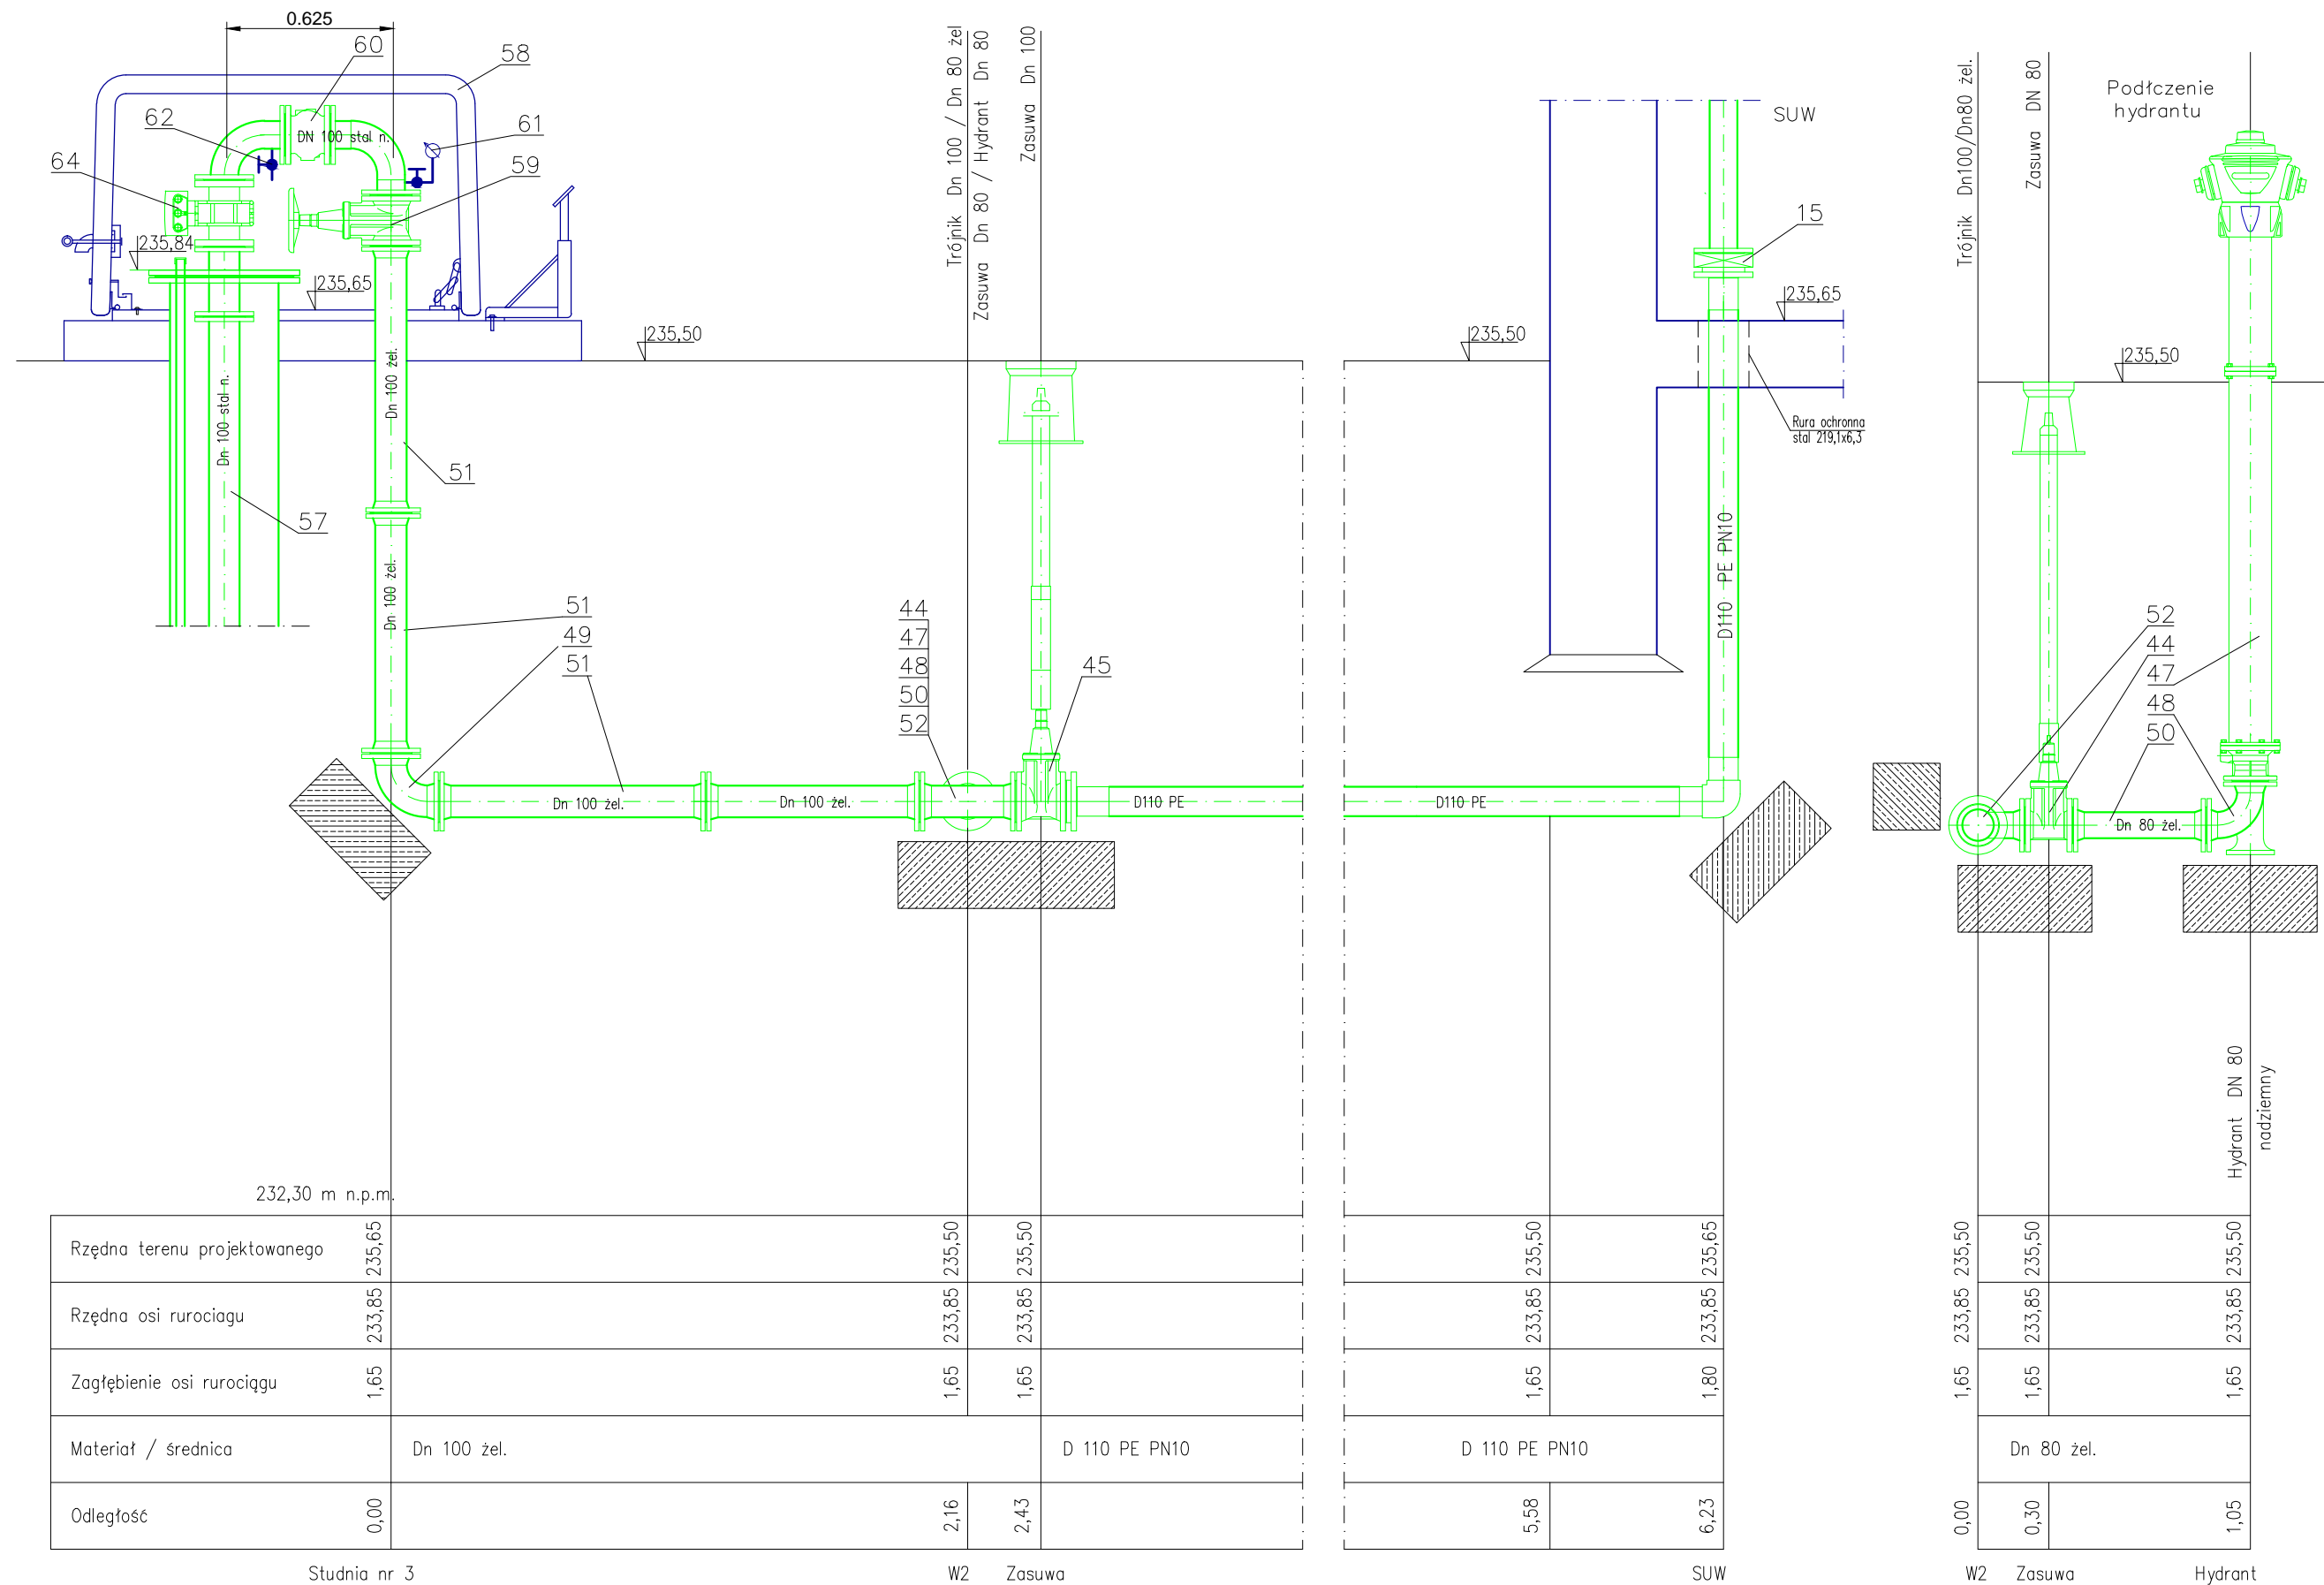 0.625
60
58
62
61
64
59
DN 100 stal n.
235,84
235,65
Dn 100 stal n.
Dn 100 żel.
57
51
Dn 100 żel.
51
49
51
Dn 100 żel.
Dn 100 żel.
235,50
Trójnik Dn 100 / Dn 80 żel
Zasuwa Dn 80 / Hydrant Dn 80
Zasuwa Dn 100
44
47
48
50
52
45
D110 PE
D110 PE
235,50
SUW
15
235,65
Rura ochronna
stal 219,1x6,3
D110 PE PN10
Trójnik Dn100/Dn80 żel.
Zasuwa DN 80
Podłczenie
hydrantu
235,50
52
44
47
48
50
Dn 80 żel.
Hydrant DN 80
nadziemny
232,30 m n.p.m.
Rzędna terenu projektowanego 235,65 235,50 235,50 235,50 235,65 235,50 235,50 235,50
Rzędna osi rurociagu 233,85 233,85 233,85 233,85 233,85 233,85 233,85 233,85
Zagłębienie osi rurociągu 1,65 1,65 1,65 1,65 1,80 1,65 1,65 1,65
Materiał / średnica Dn 100 żel. D 110 PE PN10 D 110 PE PN10 Dn 80 żel.
Odległość 0,00 2,16 2,43 5,58 6,23 0,00 0,30 1,05
Studnia nr 3 W2 Zasuwa SUW W2 Zasuwa Hydrant